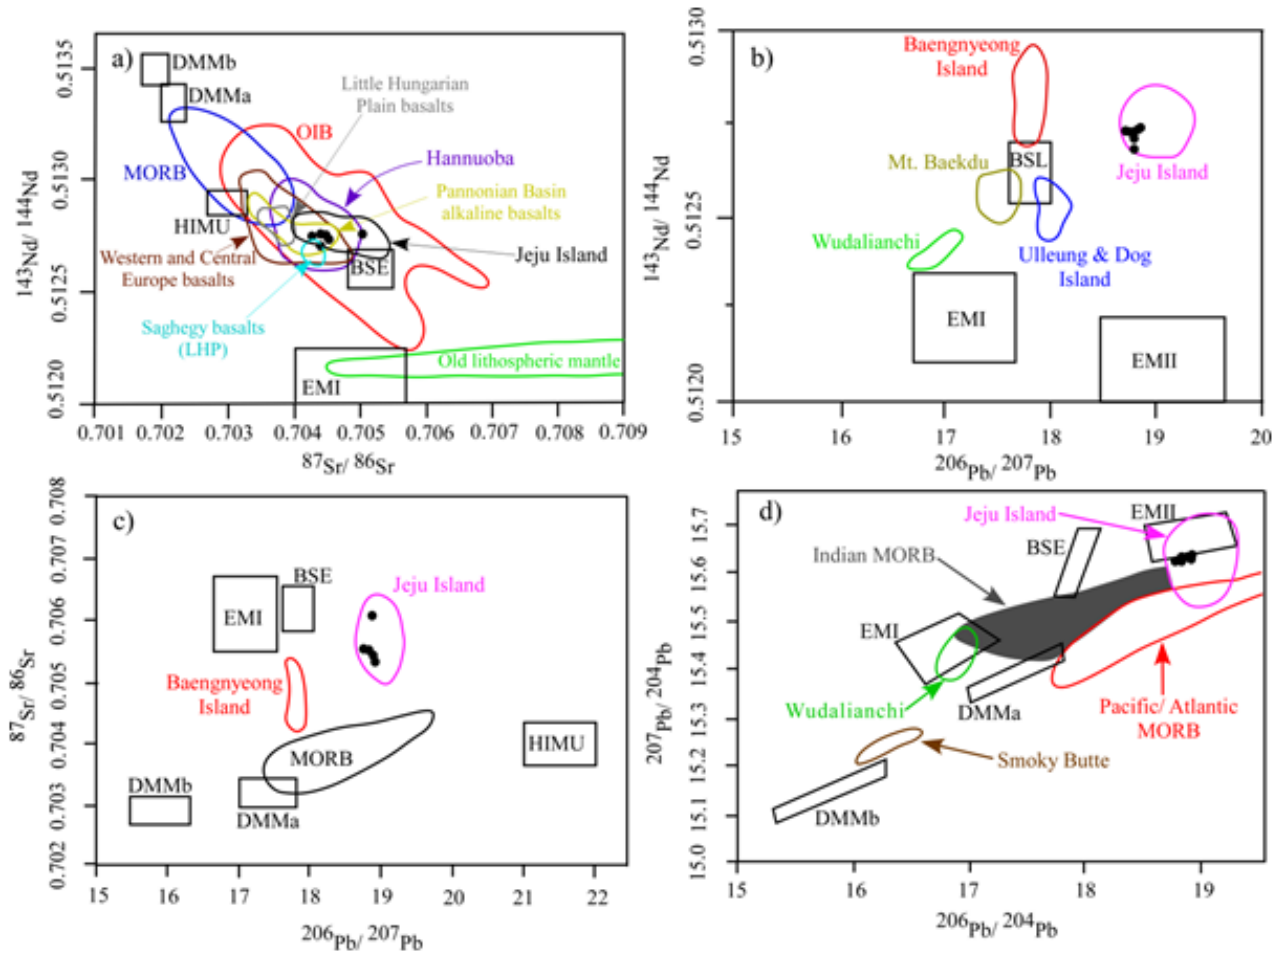 a)
DMMb
DMMa
Little Hungarian
Plain basalts
OIB
Hannuoba
MORB
Pannonian Basin
alkaline basalts
HIMU
Western and Central
Europe basalts
Jeju Island
BSE
Saghegy basalts
(LHP)
Old lithospheric mantle
EMI
0.5135
0.5130
0.5125
0.5120
143Nd/ 144Nd
0.701 0.702 0.703 0.704 0.705 0.706 0.707 0.708 0.709
87Sr/ 86Sr
b)
Baengnyeong
Island
Mt. Baekdu
BSL
Jeju Island
Wudalianchi
Ulleung & Dog
Island
EMI
EMII
0.5130
0.5125
0.5120
143Nd/ 144Nd
15 16 17 18 19 20
206Pb/ 207Pb
c)
BSE
EMI
Jeju Island
Baengnyeong
Island
MORB
HIMU
DMMb
DMMa
0.708
0.707
0.706
0.705
0.704
0.703
0.702
87Sr/ 86Sr
15 16 17 18 19 20 21 22
206Pb/ 207Pb
d)
Jeju Island
EMII
Indian MORB
BSE
EMI
Wudalianchi
DMMa
Pacific/ Atlantic
MORB
Smoky Butte
DMMb
15.7
15.6
15.5
15.4
15.3
15.2
15.1
15.0
207Pb/ 204Pb
15 16 17 18 19
206Pb/ 204Pb